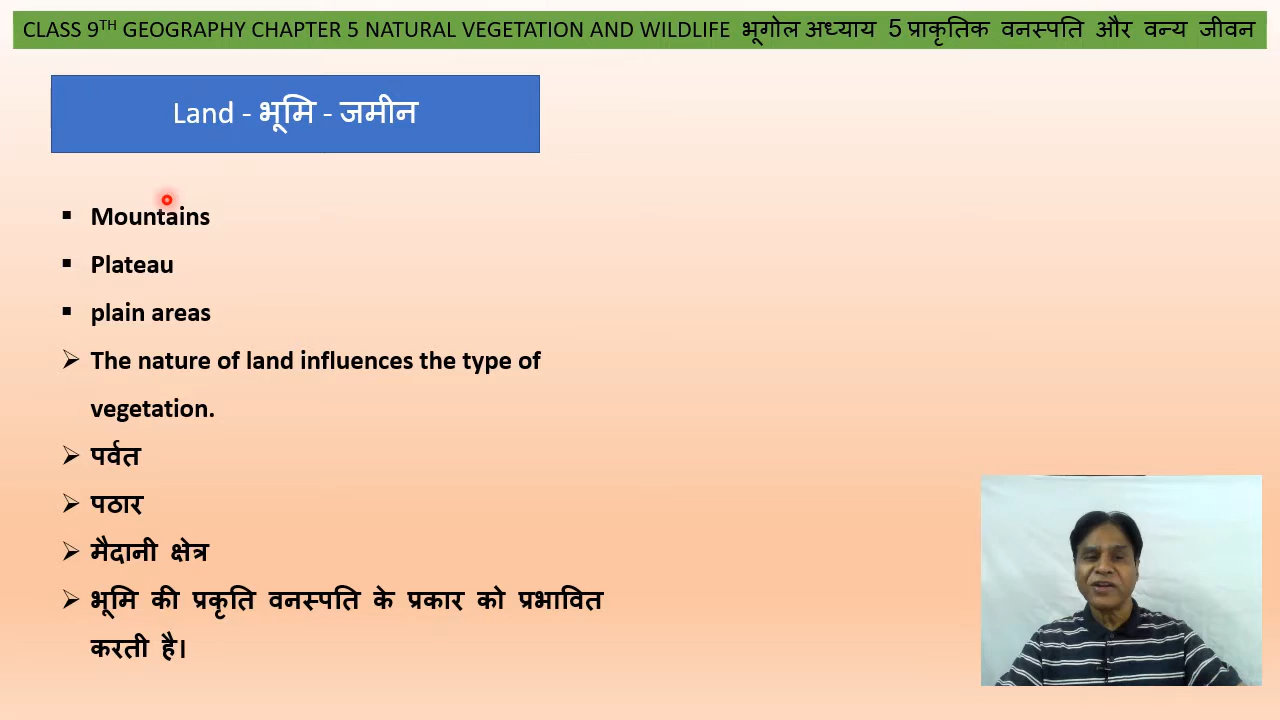 CLASS 9TH GEOGRAPHY CHAPTER 5 NATURAL VEGETATION AND WILDLIFE भूगोल अध्याय 5 प्राकृतिक वनस्पति और वन्य जीवन
Land - भूमि - जमीन
▪ Mountains
▪ Plateau
▪ plain areas
➢ The nature of land influences the type of
vegetation.
➢ पर्वत
➢ पठार
➢ मैदानी क्षेत्र
➢ भूमि की प्रकृति वनस्पति के प्रकार को प्रभावित
करती है।